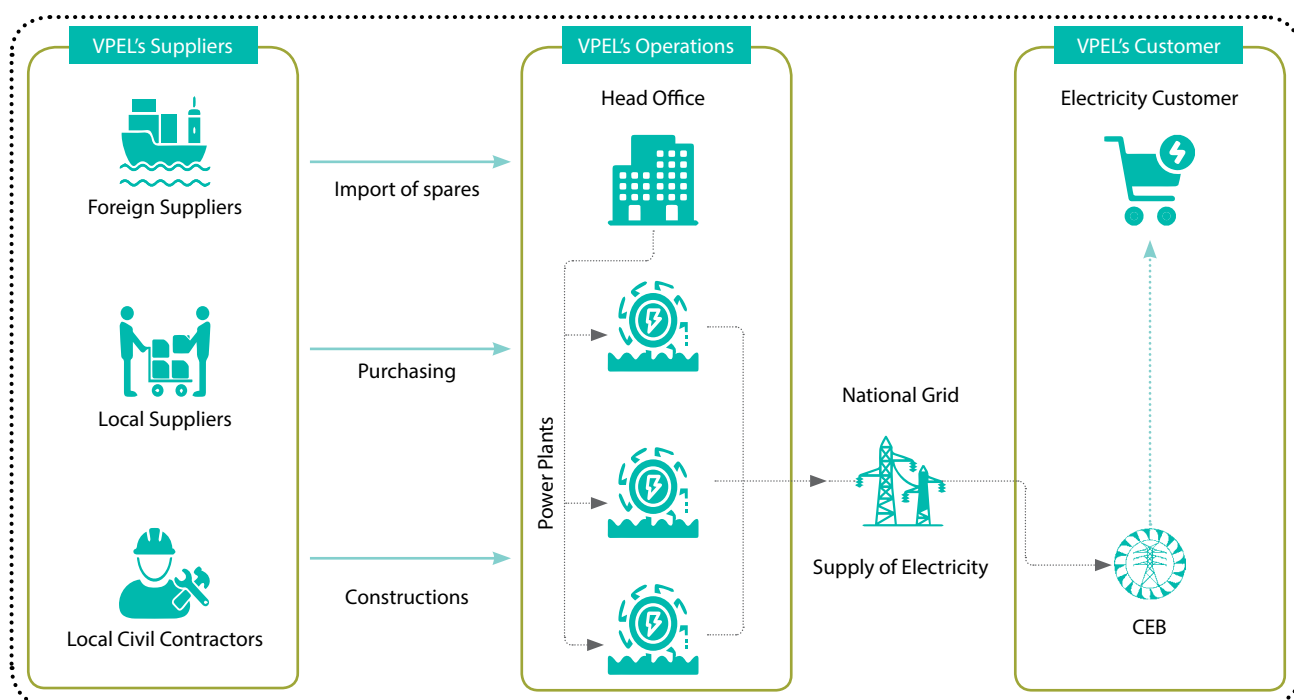 VPEL's Suppliers
Foreign Suppliers
Local Suppliers
Local Civil Contractors
Import of spares
Purchasing
Constructions
VPEL's Operations
Head Office
Power Plants
National Grid
Supply of Electricity
VPEL's Customer
Electricity Customer
CEB